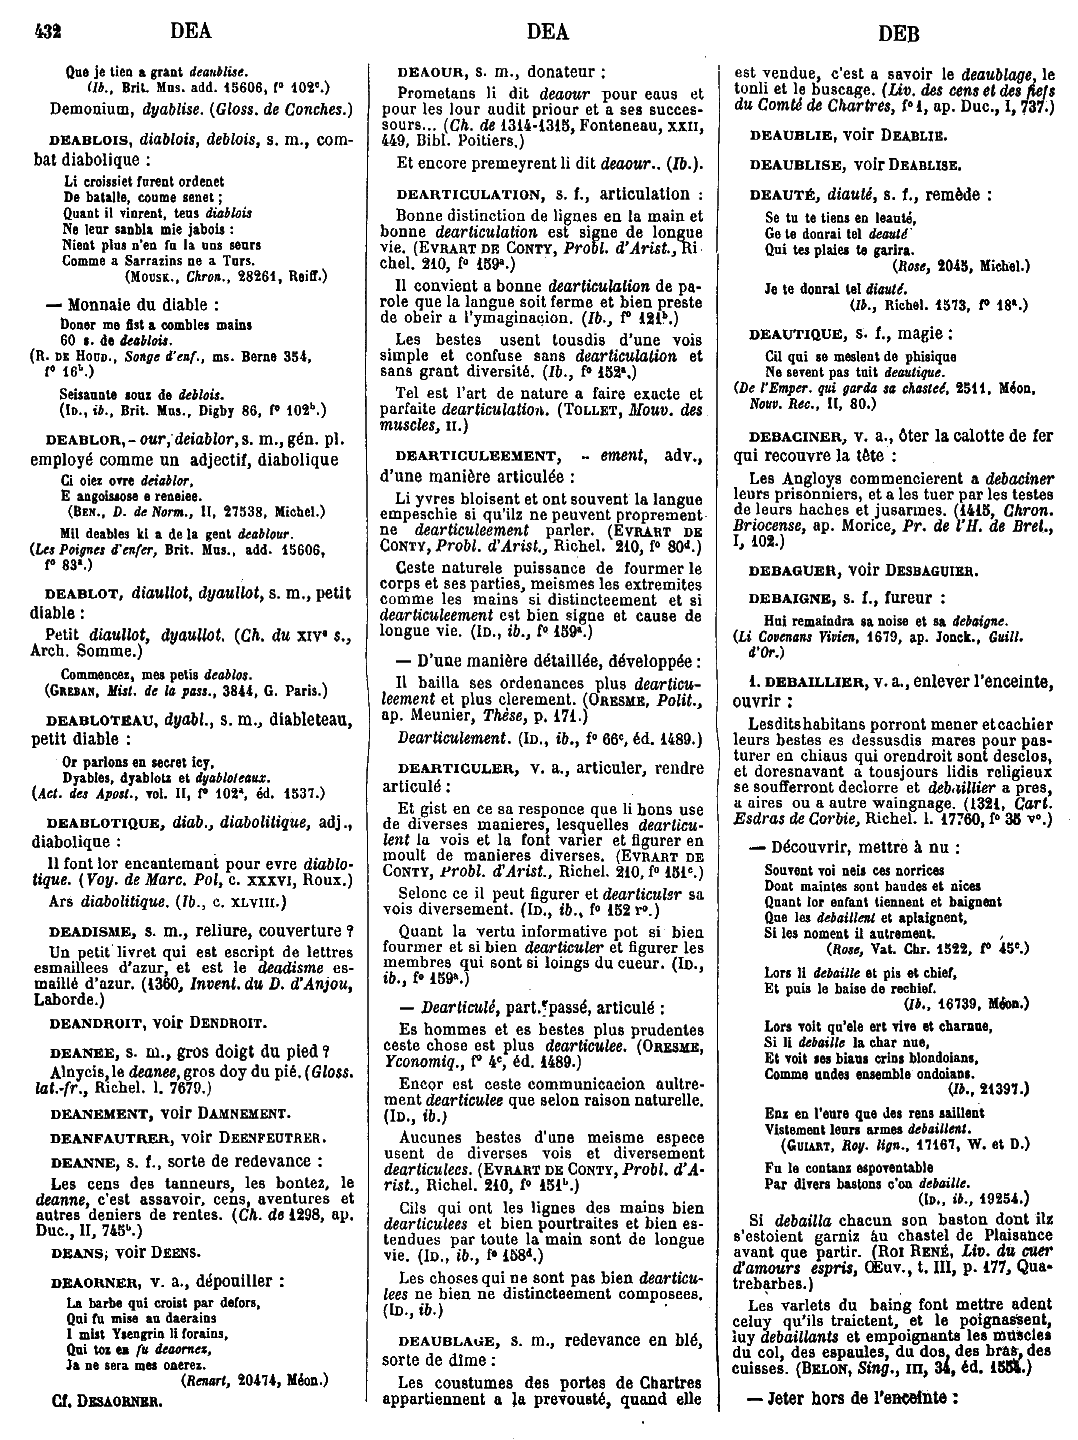 432 DEA DEA DEB
Que je tien a grant deaublise.
(Ib., Brit. Mus. add. 15606, f° 102ᶜ.)
Demonium, dyablise. (Gloss. de Conches.)
DEABLOIS, diablois, deblois, s. m., com-
bat diabolique :
Li croissiet furent ordenet
De bataille, coume senet ;
Quant il vinrent, teus diablois
Ne leur sanbla mie jabois :
Nient plus n'en fu la uns seurs
Comme a Sarrazins ne a Turs.
(MOUSK., Chron., 28261, Reiff.)
— Monnaie du diable :
Doner me fist a combles mains
60 s. de deablois.
(R. DE HOUD., Songe d'enf., ms. Berne 354,
f° 16ᵇ.)
Seisaunte souz de deblois.
(ID., ib., Brit. Mus., Digby 86, f° 102ᵇ.)
DEABLOR, - our, deiablor, s. m., gén. pl.
employé comme un adjectif, diabolique
Ci oiez ovre deiablor,
E angoissose e reneiee.
(BEN., D. de Norm., II, 27538, Michel.)
Mil deables ki a de la gent deablour.
(Les Poignes d'enfer, Brit. Mus., add. 15606,
f° 83ᵃ.)
DEABLOT, diaullot, dyaullot, s. m., petit
diable :
Petit diaullot, dyaullot. (Ch. du XIVᵉ s.,
Arch. Somme.)
Commencez, mes petis deablos.
(GREBAN, Mist. de la pass., 3844, G. Paris.)
DEABLOTEAU, dyabl., s. m., diableteau,
petit diable :
Or parlons en secret icy,
Dyables, dyablotz et dyabloteaux.
(Act. des Apost., vol. II, f° 102ᵃ, éd. 1537.)
DEABLOTIQUE, diab., diabolitique, adj.,
diabolique :
Il font lor encantemant pour evre diablo-
tique. (Voy. de Marc. Pol, c. XXXVI, Roux.)
Ars diabolitique. (Ib., c. XLVIII.)
DEADISME, s. m., reliure, couverture ?
Un petit livret qui est escript de lettres
esmaillees d'azur, et est le deadisme es-
maillé d'azur. (1360, Invent. du D. d'Anjou,
Laborde.)
DEANDROIT, voir DENDROIT.
DEANEE, s. m., gros doigt du pied ?
Alnycis, le deanee, gros doy du pié. (Gloss.
lat.-fr., Richel. l. 7679.)
DEANEMENT, voir DAMNEMENT.
DEANFAUTRER, voir DEENFEUTRER.
DEANNE, s. f., sorte de redevance :
Les cens des tanneurs, les bontez, le
deanne, c'est assavoir, cens, aventures et
autres deniers de rentes. (Ch. de 1298, ap.
Duc., II, 745ᵇ.)
DEANS, voir DEENS.
DEAORNER, v. a., dépouiller :
La barbe qui croist par defors,
Qui fu mise au daerains
I mist Ysengrin li forains,
Qui toz en fu deaornez,
Ja ne sera mes onerez.
(Renart, 20474, Méon.)
Cf. DESAORNER.
DEAOUR, s. m., donateur :
Prometans li dit deaour pour eaus et
pour les lour audit priour et a ses succes-
sours... (Ch. de 1314-1315, Fonteneau, XXII,
449, Bibl. Poitiers.)
Et encore premeyrent li dit deaour.. (Ib.).
DEARTICULATION, s. f., articulation :
Bonne distinction de lignes en la main et
bonne dearticulation est signe de longue
vie. (EVRART DE CONTY, Probl. d'Arist., Ri
chel. 210, f° 159ᵃ.)
Il convient a bonne dearticulation de pa-
role que la langue soit ferme et bien preste
de obeir a l'ymaginacion. (Ib., f° 121ᵇ.)
Les bestes usent tousdis d'une vois
simple et confuse sans dearticulation et
sans grant diversité. (Ib., f° 152ᵃ.)
Tel est l'art de nature a faire exacte et
parfaite dearticulation. (TOLLET, Mouv. des
muscles, II.)
DEARTICULEEMENT, - ement, adv.,
d'une manière articulée :
Li yvres bloisent et ont souvent la langue
empeschie si qu'ilz ne peuvent proprement
ne dearticuleement parler. (EVRART DE
CONTY, Probl. d'Arist., Richel. 210, f° 80ᵈ.)
Ceste naturele puissance de fourmer le
corps et ses parties, meismes les extremites
comme les mains si distincteement et si
dearticuleement est bien signe et cause de
longue vie. (ID., ib., f° 159ᵃ.)
— D'une manière détaillée, développée :
Il bailla ses ordenances plus dearticu-
leement et plus clerement. (ORESME, Polit.,
ap. Meunier, Thèse, p. 171.)
Dearticulement. (ID., ib., f° 66ᶜ, éd. 1489.)
DEARTICULER, v. a., articuler, rendre
articulé :
Et gist en ce sa responce que li hons use
de diverses manieres, lesquelles dearticu-
lent la vois et la font varier et figurer en
moult de manieres diverses. (EVRART DE
CONTY, Probl. d'Arist., Richel. 210, f° 151ᶜ.)
Selonc ce il peut figurer et dearticuler sa
vois diversement. (ID., ib., f° 152 r°.)
Quant la vertu informative pot si bien
fourmer et si bien dearticuler et figurer les
membres qui sont si loings du cueur. (ID.,
ib., f° 159ᵃ.)
— Dearticulé, part. passé, articulé :
Es hommes et es bestes plus prudentes
ceste chose est plus dearticulee. (ORESME,
Yconomiq., f° 4ᶜ, éd. 1489.)
Encor est ceste communicacion aultre-
ment dearticulee que selon raison naturelle.
(ID., ib.)
Aucunes bestes d'une meisme espece
usent de diverses vois et diversement
dearticulees. (EVRART DE CONTY, Probl. d'A-
rist., Richel. 210, f° 151ᵇ.)
Cils qui ont les lignes des mains bien
dearticulees et bien pourtraites et bien es-
tendues par toute la main sont de longue
vie. (ID., ib., f° 158ᵈ.)
Les choses qui ne sont pas bien dearticu-
lees ne bien ne distincteement composees.
(ID., ib.)
DEAUBLAGE, s. m., redevance en blé,
sorte de dîme :
Les coustumes des portes de Chartres
appartiennent a la prevousté, quand elle
est vendue, c'est a savoir le deaublage, le
tonli et le buscage. (Liv. des cens et des fiefs
du Comté de Chartres, f° 1, ap. Duc., I, 737.)
DEAUBLIE, voir DEABLIE.
DEAUBLISE, voir DEABLISE.
DEAUTÉ, diauté, s. f., remède :
Se tu te tiens en leauté,
Ge te donrai tel deauté
Qui tes plaies te garira.
(Rose, 2045, Michel.)
Je te donrai tel diauté.
(Ib., Richel. 1573, f° 18ᵃ.)
DEAUTIQUE, s. f., magie :
Cil qui se meslent de phisique
Ne sevent pas tuit deautique.
(De l'Emper. qui garda sa chasteé, 2511, Méon,
Nouv. Rec., II, 80.)
DEBACINER, v. a., ôter la calotte de fer
qui recouvre la tête :
Les Angloys commencierent a debaciner
leurs prisonniers, et a les tuer par les testes
de leurs haches et jusarmes. (1415, Chron.
Briocense, ap. Morice, Pr. de l'H. de Bret.,
I, 102.)
DEBAGUER, voir DESBAGUIER.
DEBAIGNE, s. f., fureur :
Hui remaindra sa noise et sa debaigne.
(Li Covenans Vivien, 1679, ap. Jonck., Guill.
d'Or.)
1. DEBAILLIER, v. a., enlever l'enceinte,
ouvrir :
Lesdits habitans porront mener et cachier
leurs bestes es dessusdis mares pour pas-
turer en chiaus qui orendroit sont desclos,
et doresnavant a tousjours lidis religieux
se soufferront declorre et debaillier a pres,
a aires ou a autre waingnage. (1321, Cart.
Esdras de Corbie, Richel. l. 17760, f° 35 v°.)
— Découvrir, mettre à nu :
Souvent voi neis ces norrices
Dont maintes sont baudes et nices
Quant lor enfant tiennent et baignent
Que les debaillent et aplaignent,
Si les noment il autrement.
(Rose, Vat. Chr. 1522, f° 45ᶜ.)
Lors li debaille et pis et chief,
Et puis le baise de rechief.
(Ib., 16739, Méon.)
Lors voit qu'ele ert vive et charnue,
Si li debaille la char nue,
Et voit ses biaus crins blondoians,
Comme undes ensemble ondoians.
(Ib., 21397.)
Enz en l'eure que des rens saillent
Vistement leurs armes debaillent.
(GUIART, Roy. lign., 17167, W. et D.)
Fu le contanz espoventable
Par divers bastons c'on debaille.
(ID., ib., 19254.)
Si debailla chacun son baston dont ilz
s'estoient garniz au chastel de Plaisance
avant que partir. (ROI RENÉ, Liv. du cuer
d'amours espris, Œuv., t. III, p. 177, Qua-
trebarbes.)
Les varlets du baing font mettre adent
celuy qu'ils traictent, et le poignassent,
luy debaillants et empoignants les muscles
du col, des espaules, du dos, des bras, des
cuisses. (BELON, Sing., III, 34, éd. 1554.)
— Jeter hors de l'enceinte :